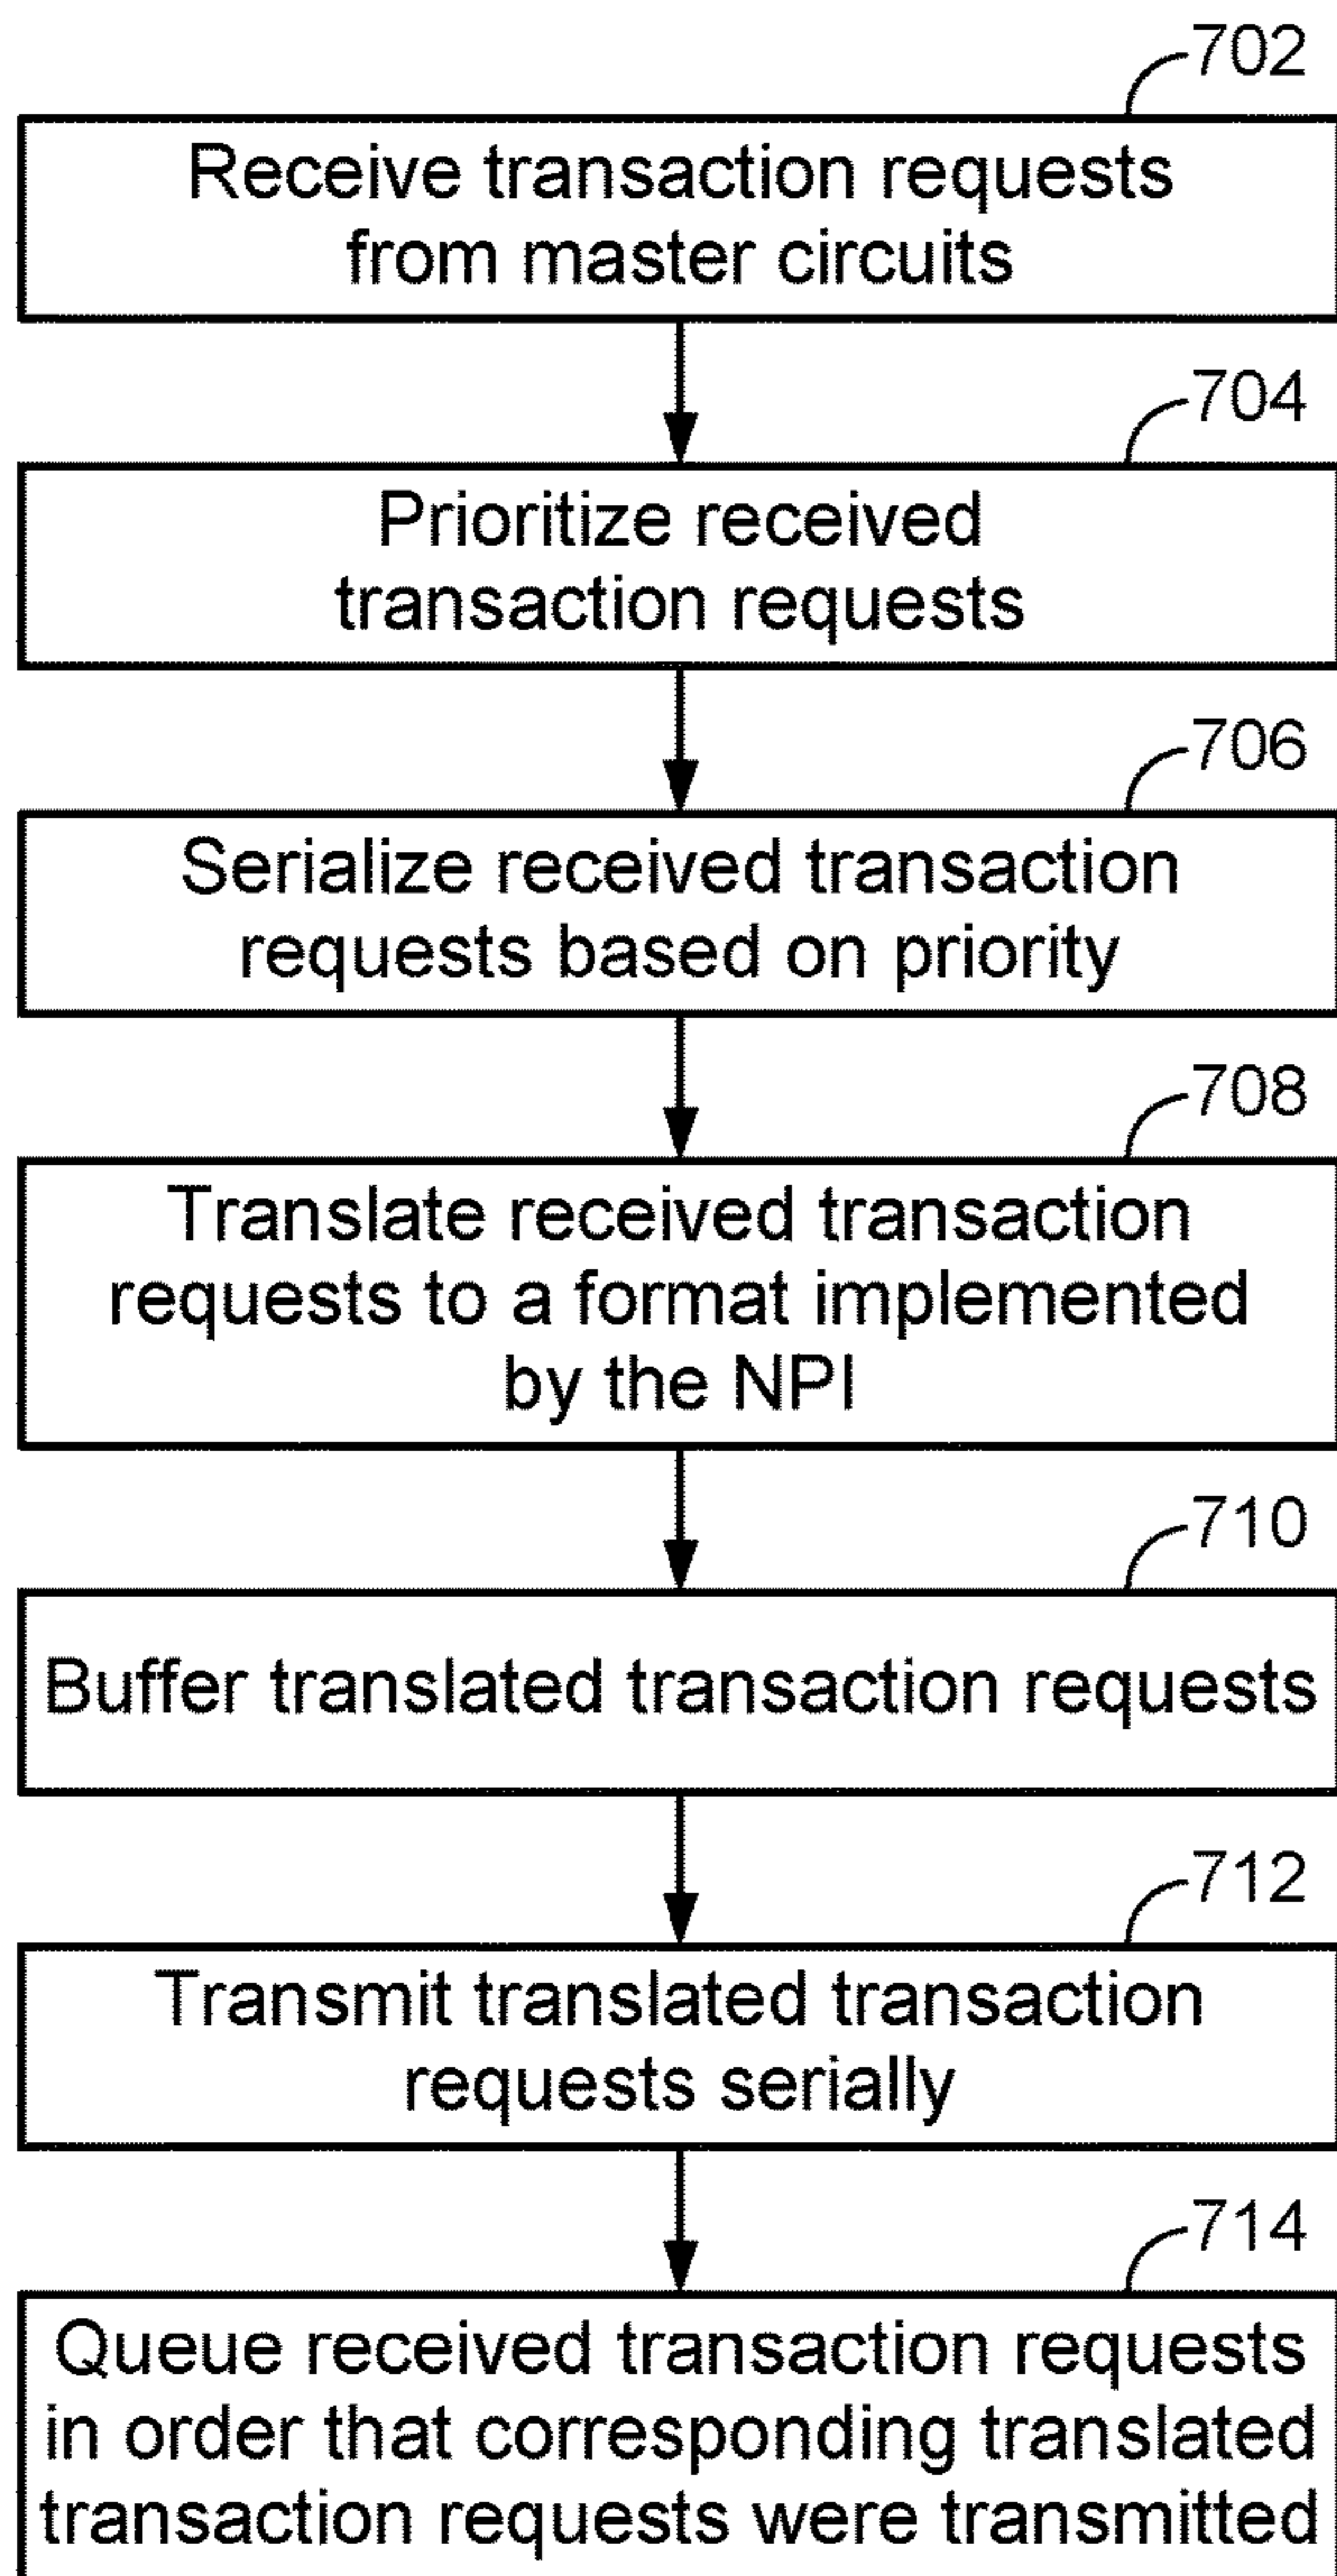 702
Receive transaction requests
from master circuits
704
Prioritize received
transaction requests
706
Serialize received transaction
requests based on priority
708
Translate received transaction
requests to a format implemented
by the NPI
710
Buffer translated transaction requests
712
Transmit translated transaction
requests serially
714
Queue received transaction requests
in order that corresponding translated
transaction requests were transmitted